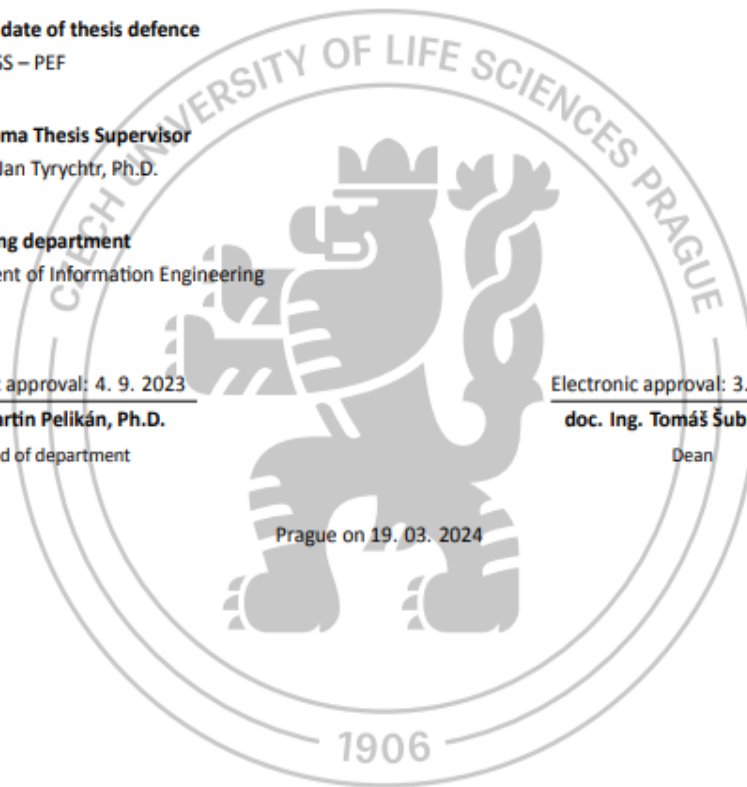 date of thesis defence
SS – PEF
ma Thesis Supervisor
Jan Tyrychtr, Ph.D.
ng department
ent of Information Engineering
approval: 4. 9. 2023
rtin Pelikán, Ph.D.
d of department
Electronic approval: 3.
doc. Ing. Tomáš Šub
Dean
Prague on 19. 03. 2024
CZECH UNIVERSITY OF LIFE SCIENCES PRAGUE
1906